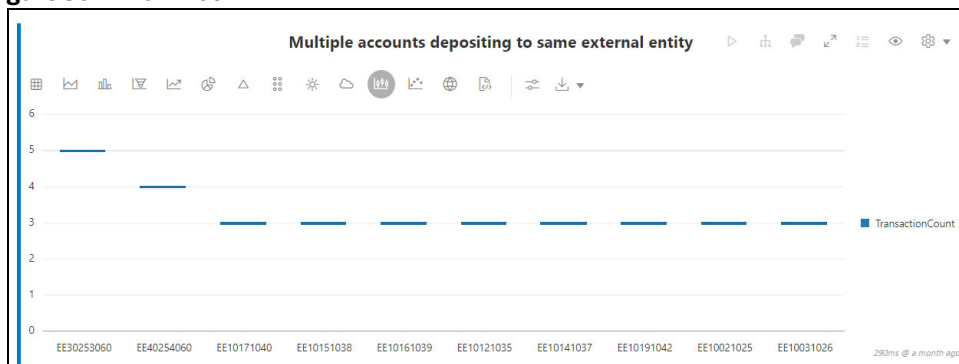 Multiple accounts depositing to same external entity
6
5
4
3
2
1
0
TransactionCount
EE30253060 EE40254060 EE10171040 EE10151038 EE10161039 EE10121035 EE10141037 EE10191042 EE10021025 EE10031026
290ms @ a month ago